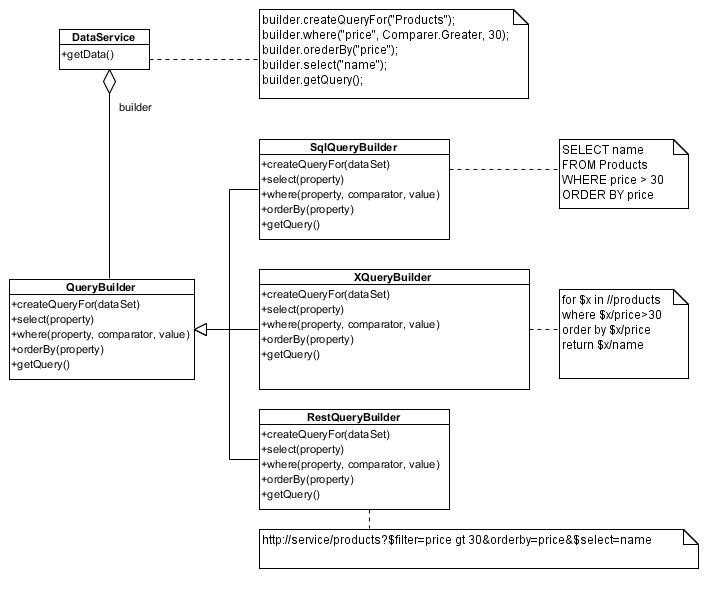 DataService
+getData()
builder.createQueryFor("Products");
builder.where("price", Comparer.Greater, 30);
builder.orederBy("price");
builder.select("name");
builder.getQuery();
builder
SqlQueryBuilder
+createQueryFor(dataSet)
+select(property)
+where(property, comparator, value)
+orderBy(property)
+getQuery()
SELECT name
FROM Products
WHERE price > 30
ORDER BY price
QueryBuilder
+createQueryFor(dataSet)
+select(property)
+where(property, comparator, value)
+orderBy(property)
+getQuery()
XQueryBuilder
+createQueryFor(dataSet)
+select(property)
+where(property, comparator, value)
+orderBy(property)
+getQuery()
for $x in //products
where $x/price>30
order by $x/price
return $x/name
RestQueryBuilder
+createQueryFor(dataSet)
+select(property)
+where(property, comparator, value)
+orderBy(property)
+getQuery()
http://service/products?$filter=price gt 30&orderby=price&$select=name